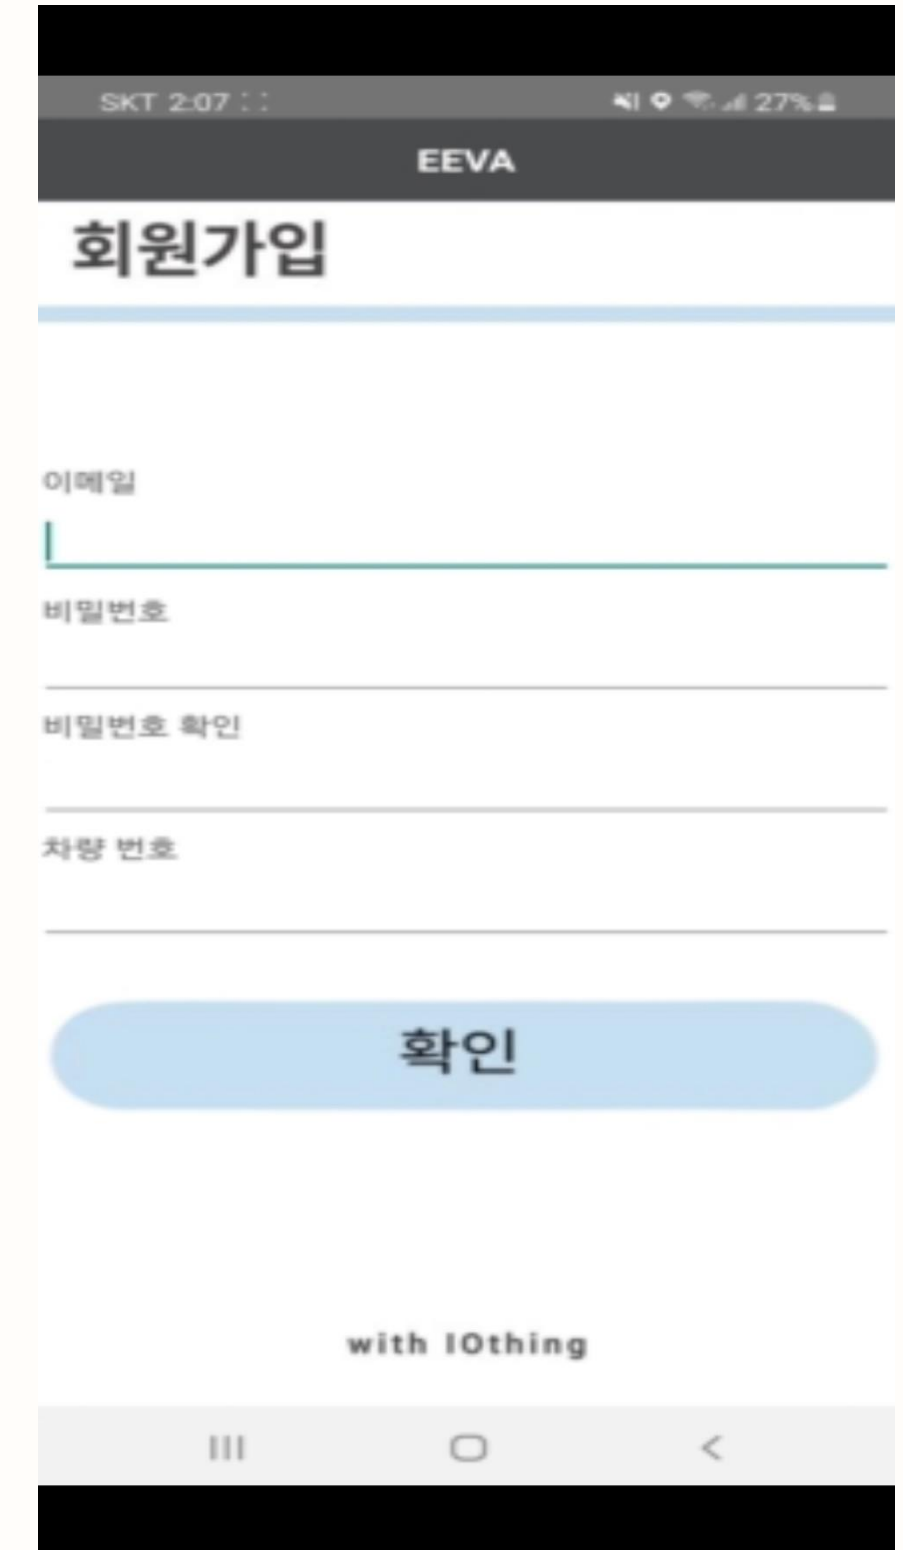 SKT 2:07
27%
EEVA
회원가입
이메일
비밀번호
비밀번호 확인
차량 번호
확인
with IOthing